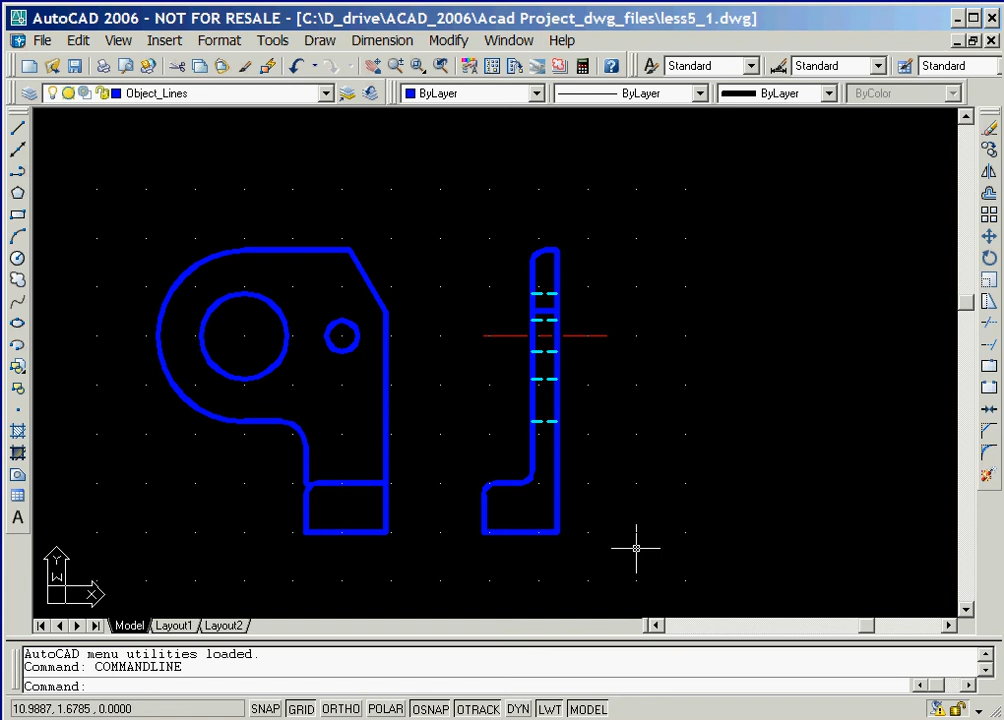 AutoCAD 2006 - NOT FOR RESALE - [C:\D_drive\ACAD_2006\Acad Project_dwg_files\less5_1.dwg]
File Edit View Insert Format Tools Draw Dimension Modify Window Help
Standard Standard Standard
Object_Lines ByLayer ByLayer ByLayer ByColor
A
Y
W
X
Model Layout1 Layout2
AutoCAD menu utilities loaded.
Command: COMMANDLINE
Command:
10.9887, 1.6785 , 0.0000 SNAP GRID ORTHO POLAR OSNAP OTRACK DYN LWT MODEL